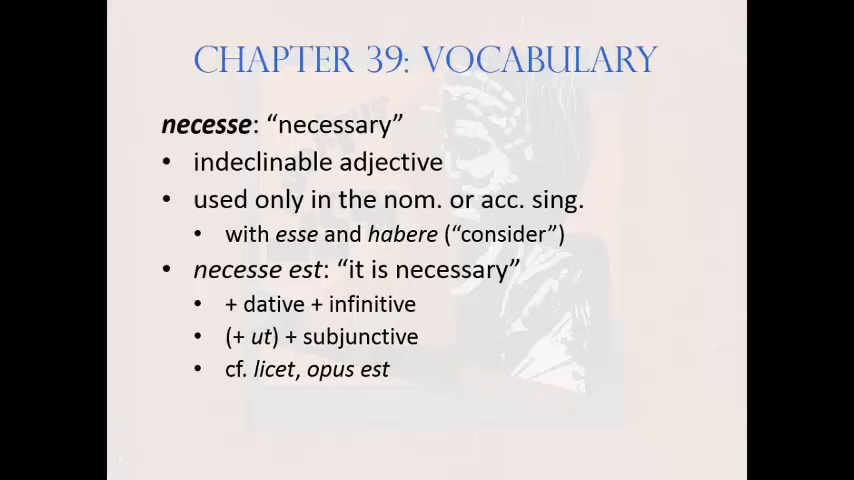 CHAPTER 39: VOCABULARY
necesse: “necessary”
• indeclinable adjective
• used only in the nom. or acc. sing.
• with esse and habere (“consider”)
• necesse est: “it is necessary”
• + dative + infinitive
• (+ ut) + subjunctive
• cf. licet, opus est